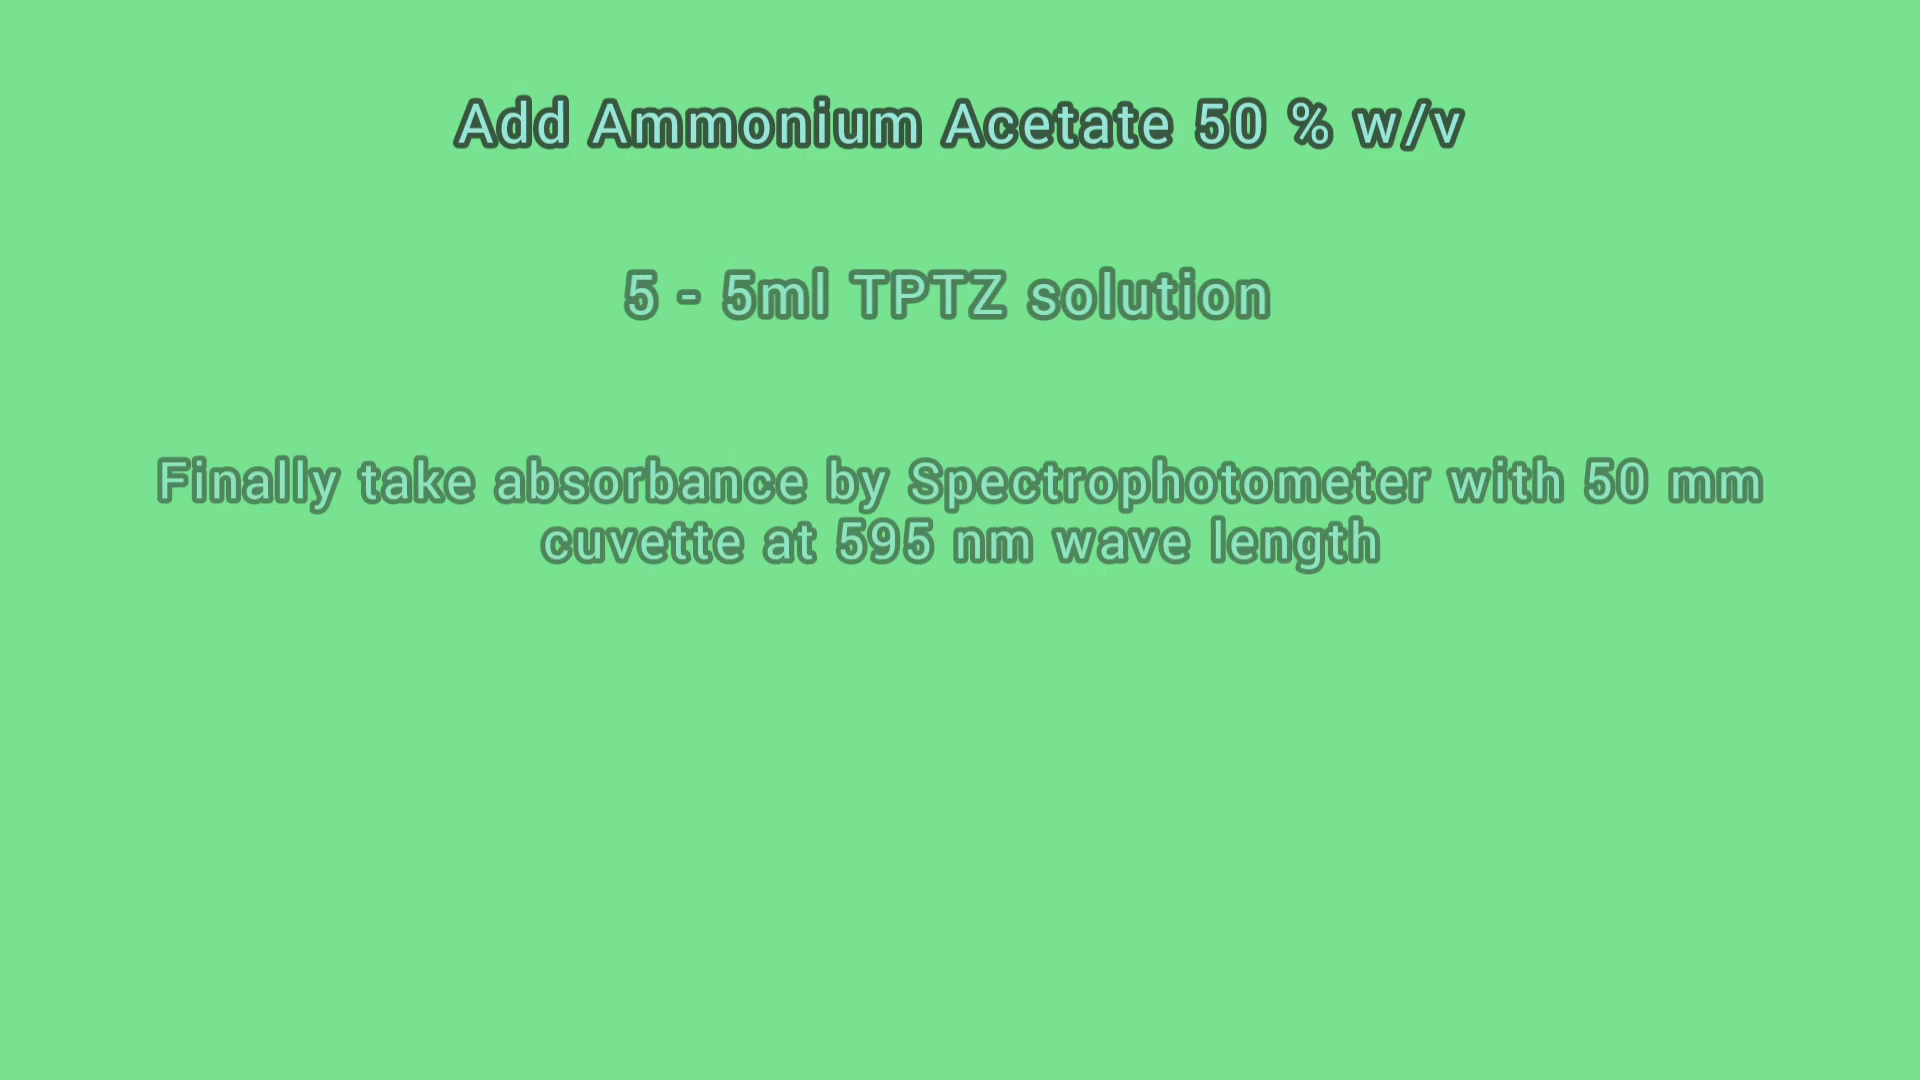 Add Ammonium Acetate 50 % w/v
5 - 5ml TPTZ solution
Finally take absorbance by Spectrophotometer with 50 mm
cuvette at 595 nm wave length